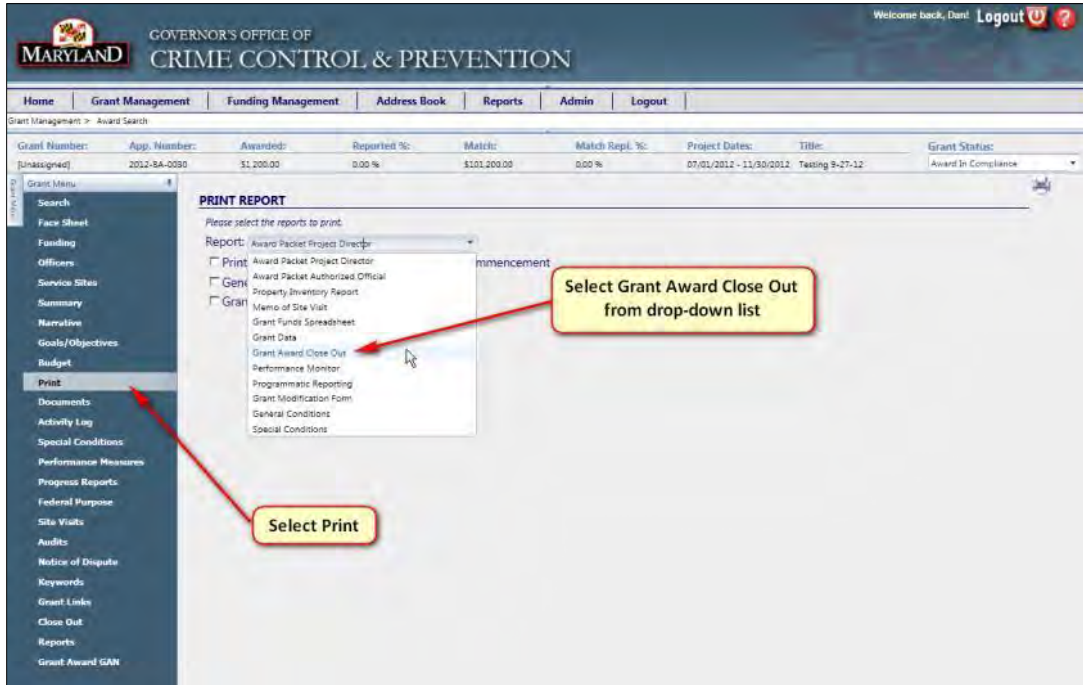 Welcome back, Dan! Logout
MARYLAND
GOVERNOR'S OFFICE OF
CRIME CONTROL & PREVENTION
Home | Grant Management | Funding Management | Address Book | Reports | Admin | Logout |
Grant Management > Award Search
Grant Number: App. Number: Awarded: Reported %: Match: Match Rept. %: Project Dates: Title: Grant Status:
[Unassigned] 2012-BA-0030 $1,200.00 0.00 % $101,200.00 0.00 % 07/01/2012 - 11/30/2012 Testing 9-27-12 Award In Compliance
Grant Menu
Search
Face Sheet
Funding
Officers
Service Sites
Summary
Narrative
Goals/Objectives
Budget
Print
Documents
Activity Log
Special Conditions
Performance Measures
Progress Reports
Federal Purpose
Site Visits
Audits
Notice of Dispute
Keywords
Grant Links
Close Out
Reports
Grant Award GAN
PRINT REPORT
Please select the reports to print.
Report: Award Packet Project Director
Print
mmencement
Gene
Gran
Award Packet Project Director
Award Packet Authorized Official
Property Inventory Report
Memo of Site Visit
Grant Funds Spreadsheet
Grant Data
Grant Award Close Out
Performance Monitor
Programmatic Reporting
Grant Modification Form
General Conditions
Special Conditions
Select Grant Award Close Out
from drop-down list
Select Print